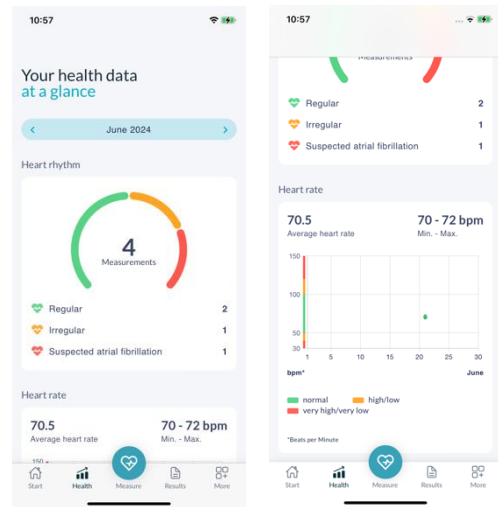 10:57
Your health data
at a glance
< June 2024 >
Heart rhythm
4
Measurements
Regular 2
Irregular 1
Suspected atrial fibrillation 1
Heart rate
70.5 70 - 72 bpm
Average heart rate Min. - Max.
150
Start Health Measure Results More
10:57
Measurements
Regular 2
Irregular 1
Suspected atrial fibrillation 1
Heart rate
70.5 70 - 72 bpm
Average heart rate Min. - Max.
150
100
50
30
1 5 10 15 20 25 30
bpm* June
normal high/low
very high/very low
*Beats per Minute
Start Health Measure Results More